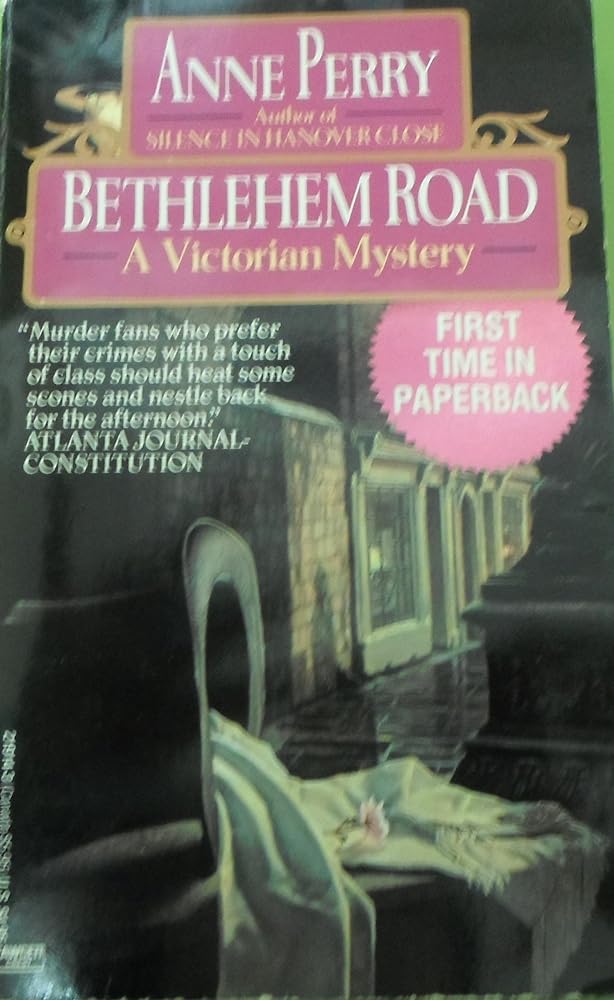 ANNE PERRY
Author of
SILENCE IN HANOVER CLOSE
BETHLEHEM ROAD
A Victorian Mystery
"Murder fans who prefer
their crimes with a touch
of class should heat some
scones and nestle back
for the afternoon."
ATLANTA JOURNAL-
CONSTITUTION
FIRST
TIME IN
PAPERBACK
FAWCETT